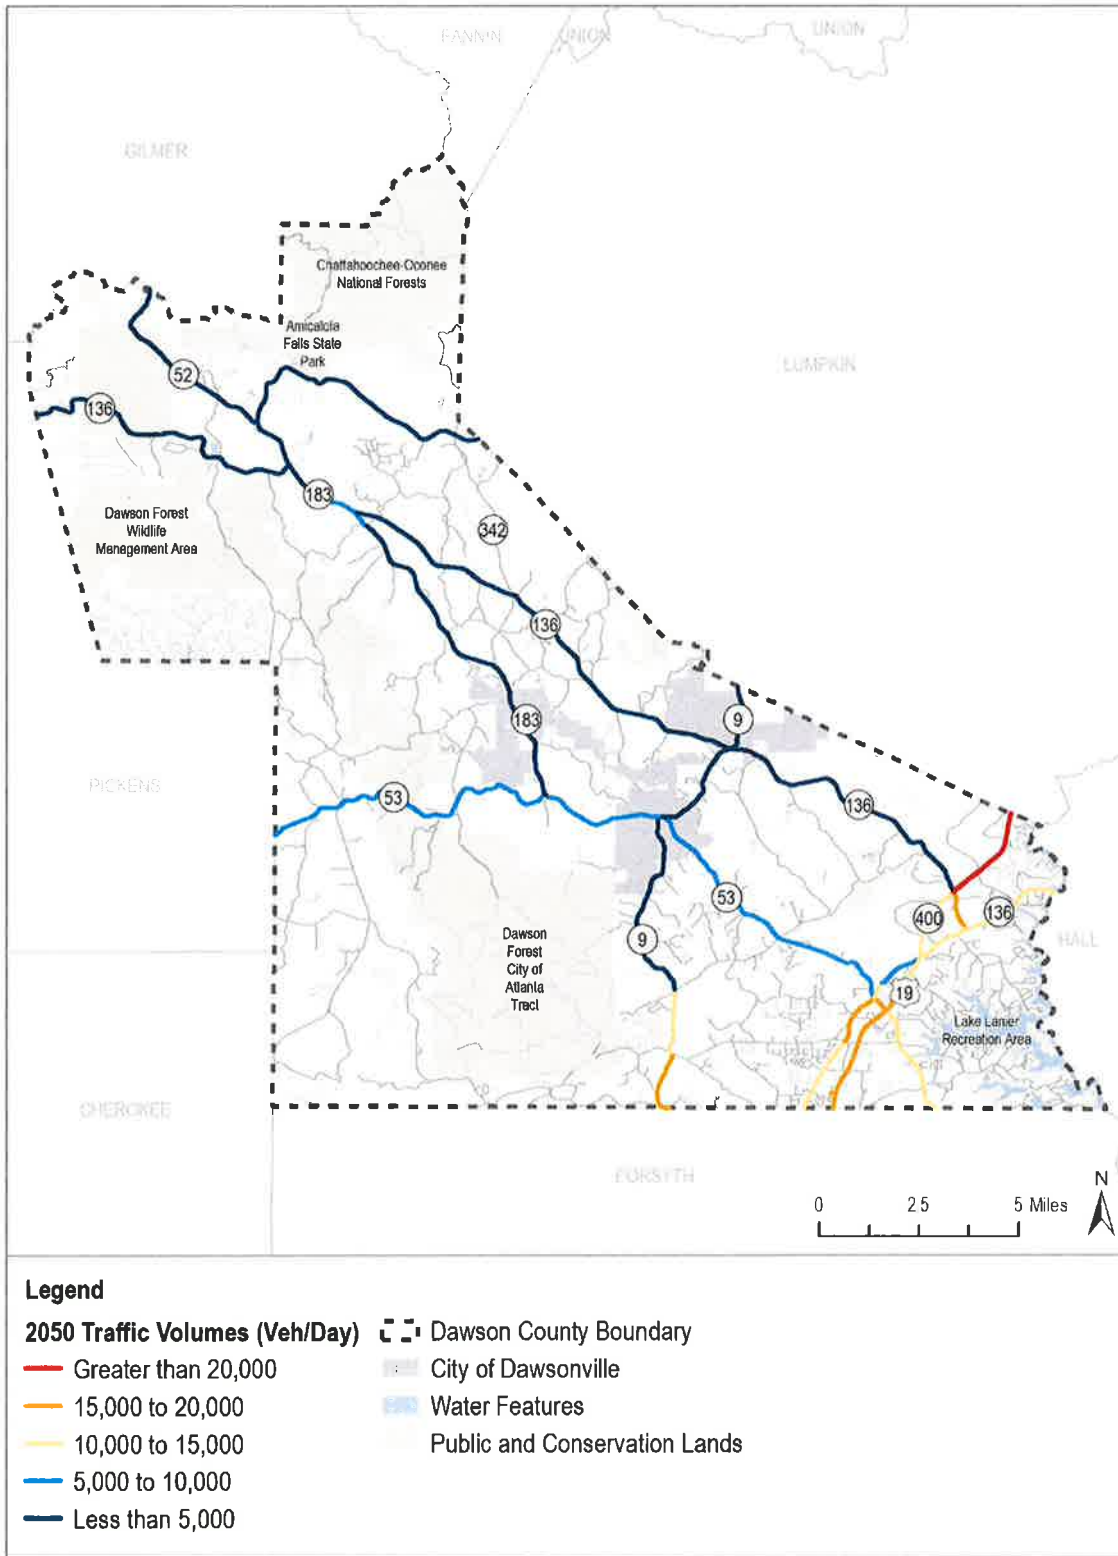 FANNIN
UNION
UNION
GILMER
Chattahoochee-Oconee
National Forests
Amicalola
Falls State
Park
LUMPKIN
52
136
183
Dawson Forest
Wildlife
Management Area
342
136
183
9
PICKENS
53
136
53
400
136
9
HALL
Dawson
Forest
City of
Atlanta
Tract
19
Lake Lanier
Recreation Area
CHEROKEE
FORSYTH
N
0 2.5 5 Miles
Legend
2050 Traffic Volumes (Veh/Day)
Greater than 20,000
15,000 to 20,000
10,000 to 15,000
5,000 to 10,000
Less than 5,000
Dawson County Boundary
City of Dawsonville
Water Features
Public and Conservation Lands